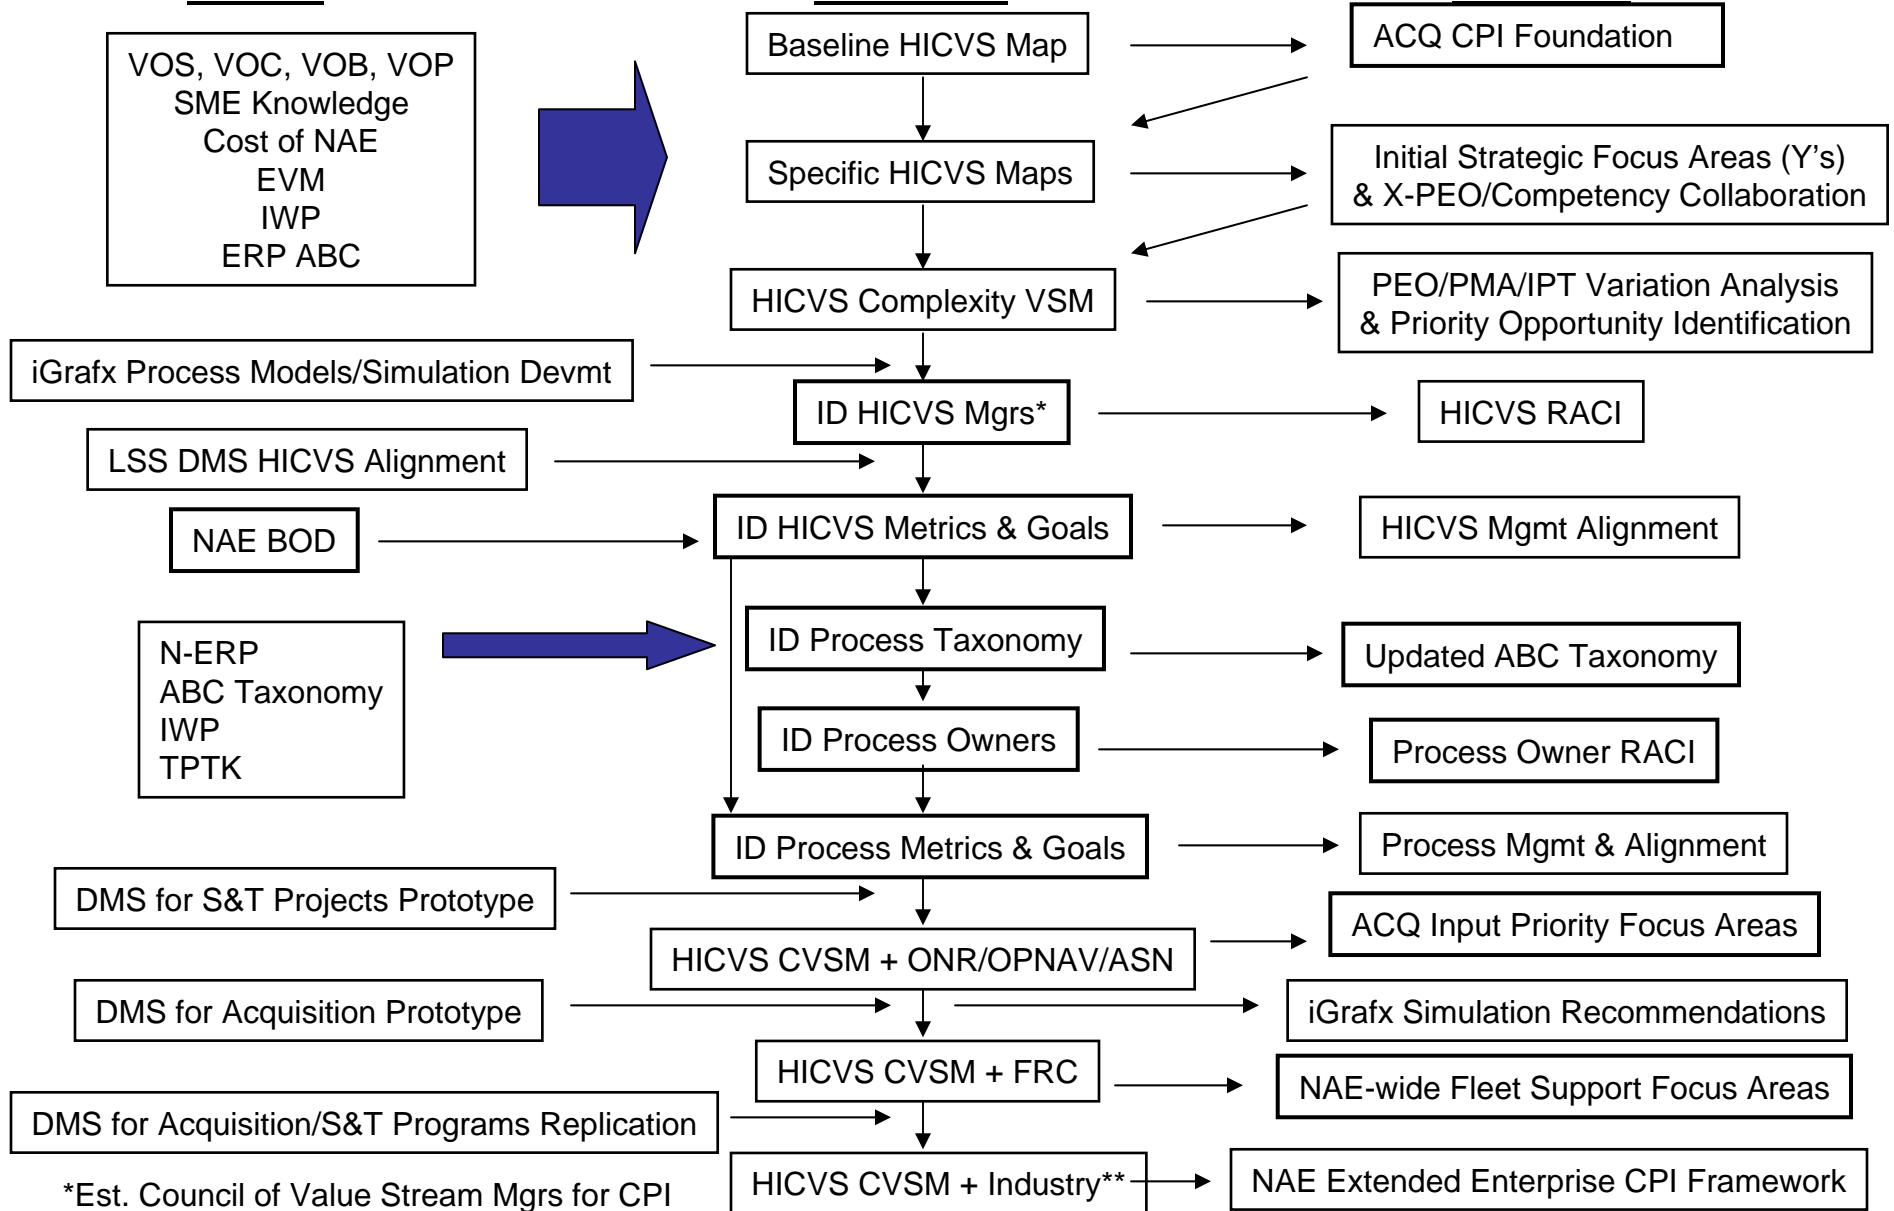 Baseline HICVS Map
ACQ CPI Foundation
VOS, VOC, VOB, VOP
SME Knowledge
Cost of NAE
EVM
IWP
ERP ABC
Specific HICVS Maps
Initial Strategic Focus Areas (Y's)
& X-PEO/Competency Collaboration
HICVS Complexity VSM
PEO/PMA/IPT Variation Analysis
& Priority Opportunity Identification
iGrafx Process Models/Simulation Devmt
ID HICVS Mgrs*
HICVS RACI
LSS DMS HICVS Alignment
NAE BOD
ID HICVS Metrics & Goals
HICVS Mgmt Alignment
N-ERP
ABC Taxonomy
IWP
TPTK
ID Process Taxonomy
Updated ABC Taxonomy
ID Process Owners
Process Owner RACI
ID Process Metrics & Goals
Process Mgmt & Alignment
DMS for S&T Projects Prototype
HICVS CVSM + ONR/OPNAV/ASN
ACQ Input Priority Focus Areas
DMS for Acquisition Prototype
iGrafx Simulation Recommendations
HICVS CVSM + FRC
NAE-wide Fleet Support Focus Areas
DMS for Acquisition/S&T Programs Replication
HICVS CVSM + Industry**
NAE Extended Enterprise CPI Framework
*Est. Council of Value Stream Mgrs for CPI